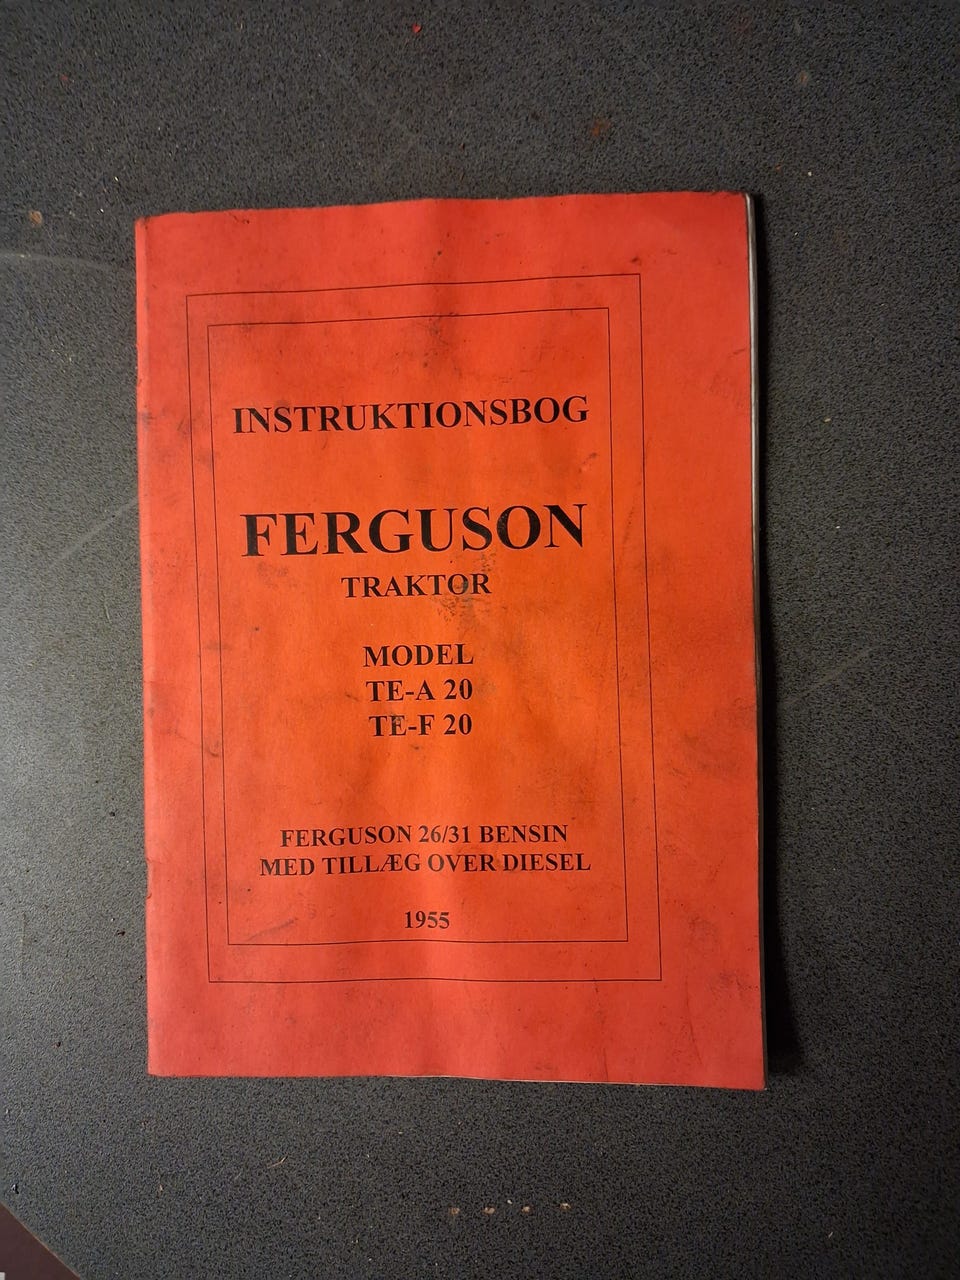 INSTRUKTIONSBOG
FERGUSON
TRAKTOR
MODEL
TE-A 20
TE-F 20
FERGUSON 26/31 BENSIN
MED TILLÆG OVER DIESEL
1955